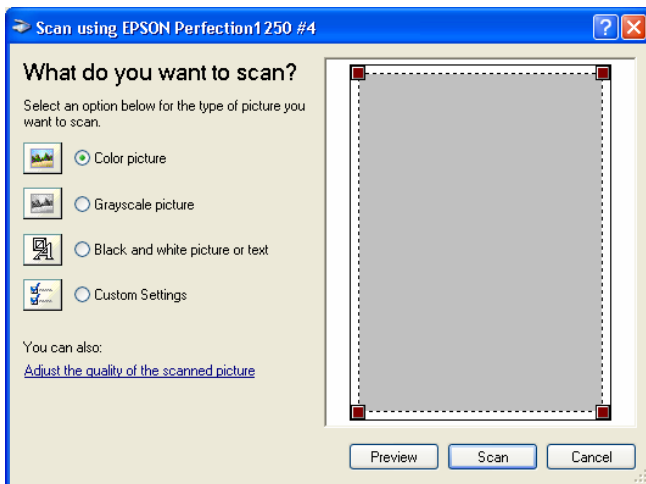 Scan using EPSON Perfection1250 #4
What do you want to scan?
Select an option below for the type of picture you
want to scan.
Color picture
Grayscale picture
Black and white picture or text
Custom Settings
You can also:
Adjust the quality of the scanned picture
Preview
Scan
Cancel